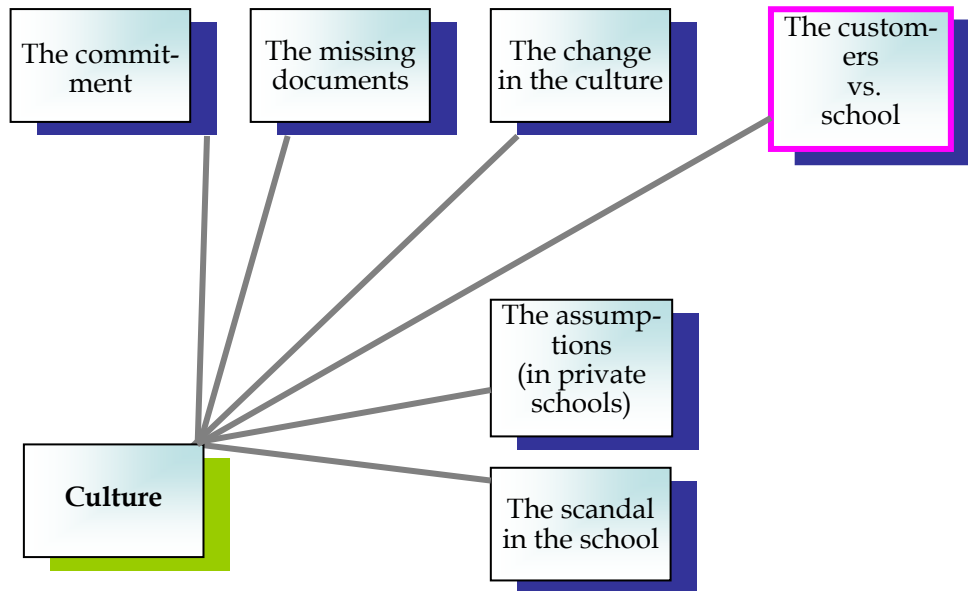 The commit-
ment
The missing
documents
The change
in the culture
The custom-
ers
vs.
school
The assump-
tions
(in private
schools)
Culture
The scandal
in the school